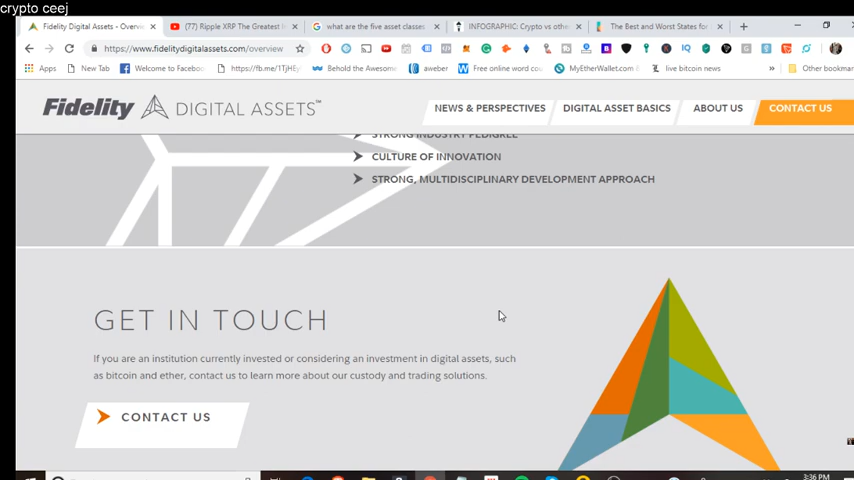 crypto ceej
Fidelity Digital Assets - Overvi
(77) Ripple XRP The Greatest
what are the five asset classes
INFOGRAPHIC: Crypto vs othe
The Best and Worst States for
https://www.fidelitydigitalassets.com/overview
Apps
New Tab
Welcome to Facebo
https://fb.me/1TjHEy
Behold the Awesome
aweber
Free online word cou
MyEtherWallet.com
live bitcoin news
Other bookmar
Fidelity DIGITAL ASSETS℠
NEWS & PERSPECTIVES
DIGITAL ASSET BASICS
ABOUT US
CONTACT US
STRONG INDUSTRY PEDIGREE
CULTURE OF INNOVATION
STRONG, MULTIDISCIPLINARY DEVELOPMENT APPROACH
GET IN TOUCH
If you are an institution currently invested or considering an investment in digital assets, such
as bitcoin and ether, contact us to learn more about our custody and trading solutions.
CONTACT US
3:36 PM